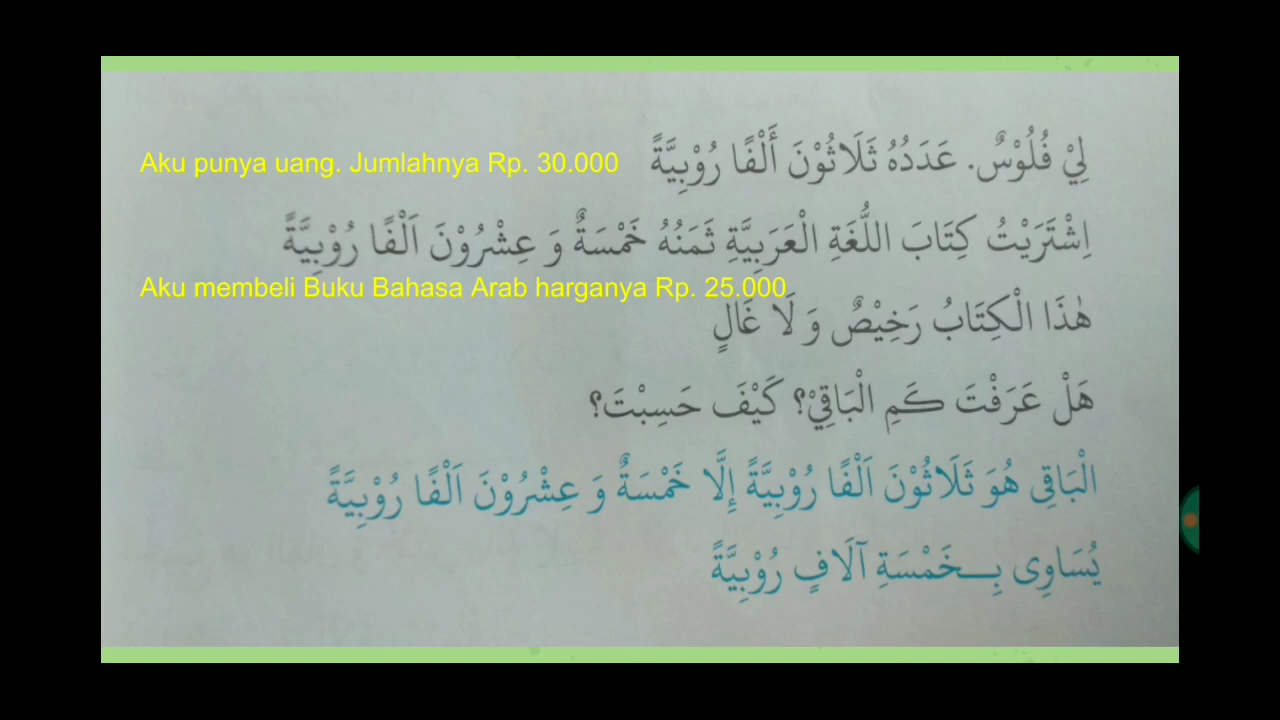 Aku punya uang. Jumlahnya Rp. 30.000
لِيْ فُلُوْسٌ. عَدَدُهُ ثَلَاثُوْنَ أَلْفًا رُوْبِيَّةً
اِشْتَرَيْتُ كِتَابَ اللُّغَةِ الْعَرَبِيَّةِ ثَمَنُهُ خَمْسَةٌ وَ عِشْرُوْنَ اَلْفًا رُوْبِيَّةً
Aku membeli Buku Bahasa Arab harganya Rp. 25.000
هٰذَا الْكِتَابُ رَخِيْصٌ وَ لَا غَالٍ
هَلْ عَرَفْتَ كَمِ الْبَاقِيْ؟ كَيْفَ حَسِبْتَ؟
الْبَاقِى هُوَ ثَلَاثُوْنَ اَلْفًا رُوْبِيَّةً إِلَّا خَمْسَةٌ وَ عِشْرُوْنَ اَلْفًا رُوْبِيَّةً
يُسَاوِى بِـــخَمْسَةِ آلَافٍ رُوْبِيَّةً